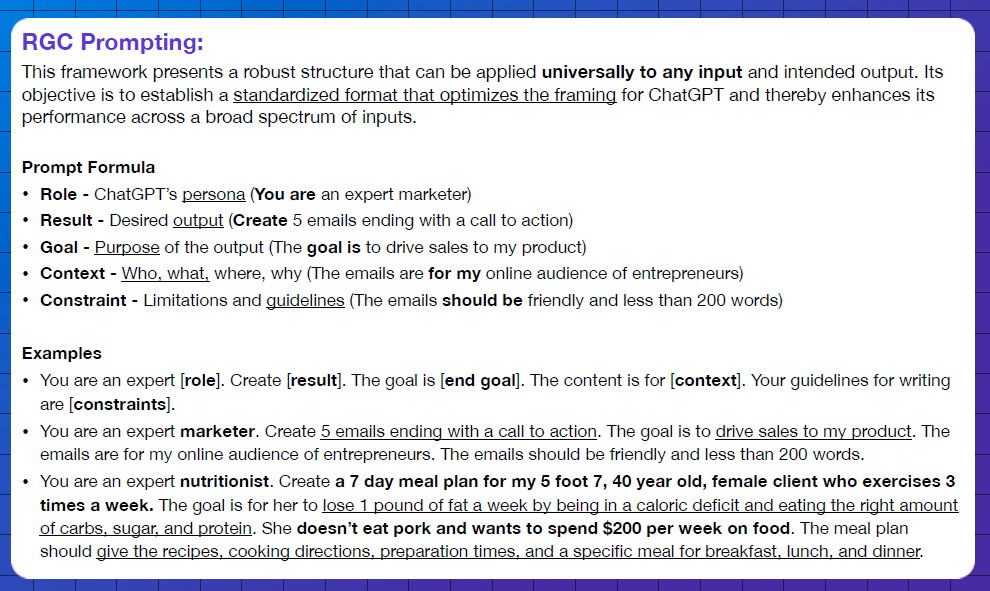 RGC Prompting:
This framework presents a robust structure that can be applied universally to any input and intended output. Its
objective is to establish a standardized format that optimizes the framing for ChatGPT and thereby enhances its
performance across a broad spectrum of inputs.
Prompt Formula
• Role - ChatGPT's persona (You are an expert marketer)
• Result - Desired output (Create 5 emails ending with a call to action)
• Goal - Purpose of the output (The goal is to drive sales to my product)
• Context - Who, what, where, why (The emails are for my online audience of entrepreneurs)
• Constraint - Limitations and guidelines (The emails should be friendly and less than 200 words)
Examples
• You are an expert [role]. Create [result]. The goal is [end goal]. The content is for [context]. Your guidelines for writing
are [constraints].
• You are an expert marketer. Create 5 emails ending with a call to action. The goal is to drive sales to my product. The
emails are for my online audience of entrepreneurs. The emails should be friendly and less than 200 words.
• You are an expert nutritionist. Create a 7 day meal plan for my 5 foot 7, 40 year old, female client who exercises 3
times a week. The goal is for her to lose 1 pound of fat a week by being in a caloric deficit and eating the right amount
of carbs, sugar, and protein. She doesn't eat pork and wants to spend $200 per week on food. The meal plan
should give the recipes, cooking directions, preparation times, and a specific meal for breakfast, lunch, and dinner.